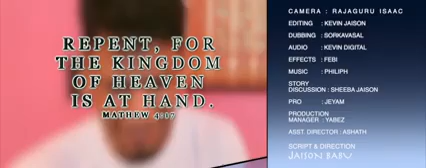 REPENT, FOR
THE KINGDOM
OF HEAVEN
IS AT HAND.
MATHEW 4:17
CAMERA : RAJAGURU ISAAC
EDITING : KEVIN JAISON
DUBBING : SORKAVASAL
AUDIO : KEVIN DIGITAL
EFFECTS : FEBI
MUSIC : PHILIPH
STORY
DISCUSSION : SHEEBA JAISON
PRO : JEYAM
PRODUCTION
MANAGER : YABEZ
ASST. DIRECTOR : ASHATH
SCRIPT & DIRECTION
JAISON BABU